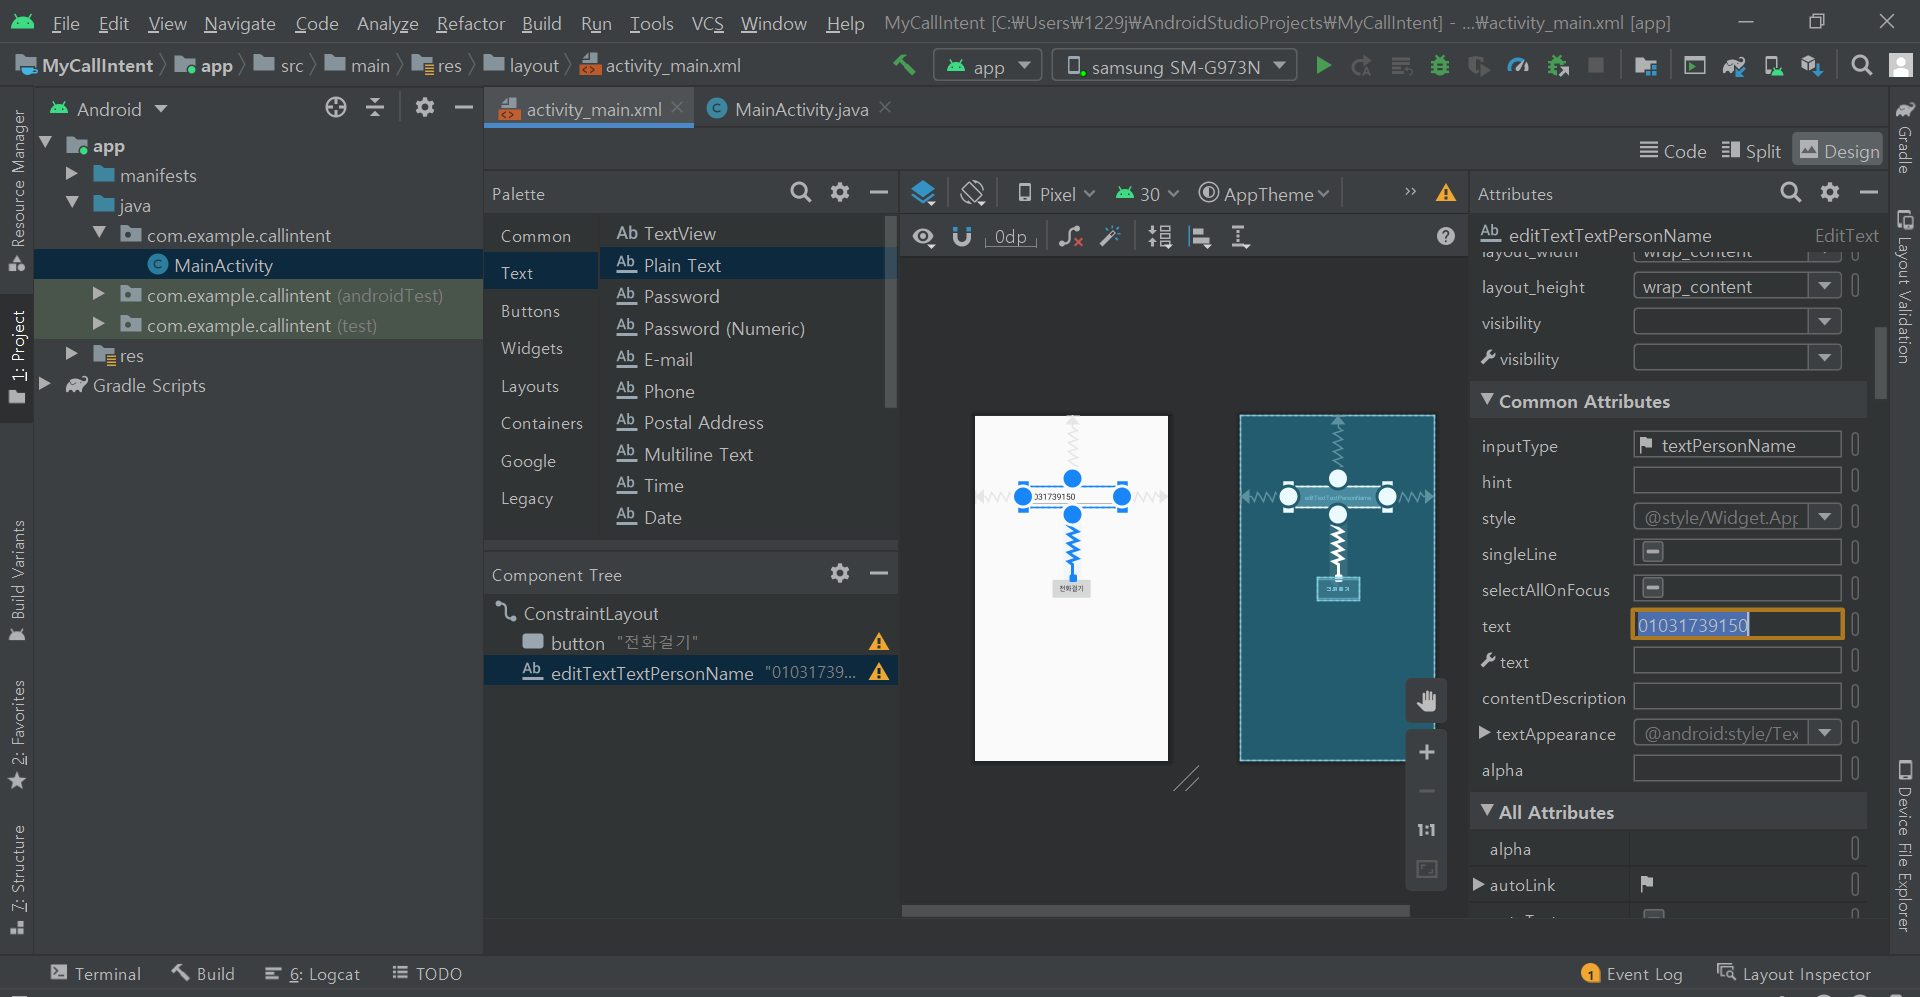 File Edit View Navigate Code Analyze Refactor Build Run Tools VCS Window Help MyCallIntent [C:₩Users₩1229j₩AndroidStudioProjects₩MyCallIntent] - ...₩activity_main.xml [app]
MyCallIntent app src main res layout activity_main.xml app samsung SM-G973N
Android
activity_main.xml MainActivity.java
Code Split Design
app
manifests
java
com.example.callintent
MainActivity
com.example.callintent (androidTest)
com.example.callintent (test)
res
Gradle Scripts
Palette
Common
Text
Buttons
Widgets
Layouts
Containers
Google
Legacy
Ab TextView
Ab Plain Text
Ab Password
Ab Password (Numeric)
Ab E-mail
Ab Phone
Ab Postal Address
Ab Multiline Text
Ab Time
Ab Date
Component Tree
ConstraintLayout
button "전화걸기"
Ab editTextTextPersonName "01031739...
Pixel 30 AppTheme
0dp
031739150
전화걸기
editTextTextPersonName
1:1
Attributes
Ab editTextTextPersonName EditText
layout_width wrap_content
layout_height wrap_content
visibility
visibility
Common Attributes
inputType textPersonName
hint
style @style/Widget.App
singleLine
selectAllOnFocus
text 01031739150
text
contentDescription
textAppearance @android:style/Tex
alpha
All Attributes
alpha
autoLink
Resource Manager
1: Project
Build Variants
2: Favorites
7: Structure
Gradle
Layout Validation
Device File Explorer
Terminal Build 6: Logcat TODO 1 Event Log Layout Inspector